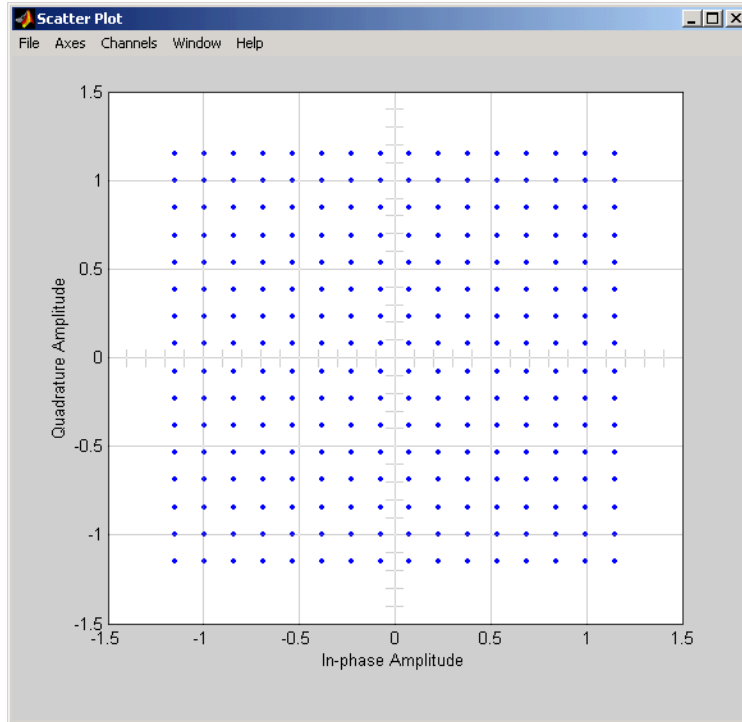 Scatter Plot
File Axes Channels Window Help
1.5
1
0.5
0
-0.5
-1
-1.5
Quadrature Amplitude
-1.5 -1 -0.5 0 0.5 1 1.5
In-phase Amplitude